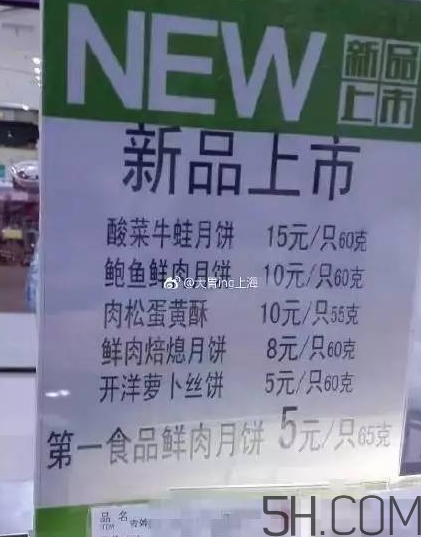 NEW
新品
上市
新品上市
酸菜牛蛙月饼 15元/只60克
鲍鱼鲜肉月饼 10元/只60克
肉松蛋黄酥 10元/只55克
鲜肉焙熄月饼 8元/只60克
开洋萝卜丝饼 5元/只60克
第一食品鲜肉月饼 5元/只65克
品名
ITEM
5H.COM